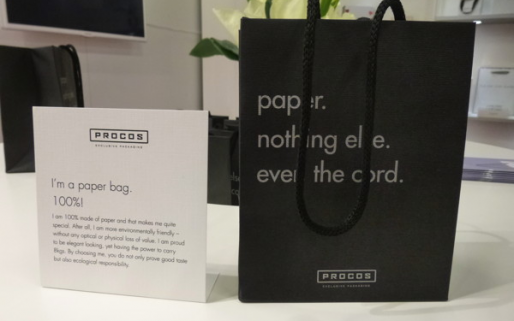 PROCOS
EXCLUSIVE PACKAGING
I'm a paper bag.
100%!
I am 100% made of paper and that makes me quite
special. After all, I am more environmentally friendly –
without any optical or physical loss of value. I am proud
to be elegant looking, yet having the power to carry
8kgs. By choosing me, you do not only prove good taste
but also ecological responsibility.
paper.
nothing else.
even the cord.
PROCOS
EXCLUSIVE PACKAGING